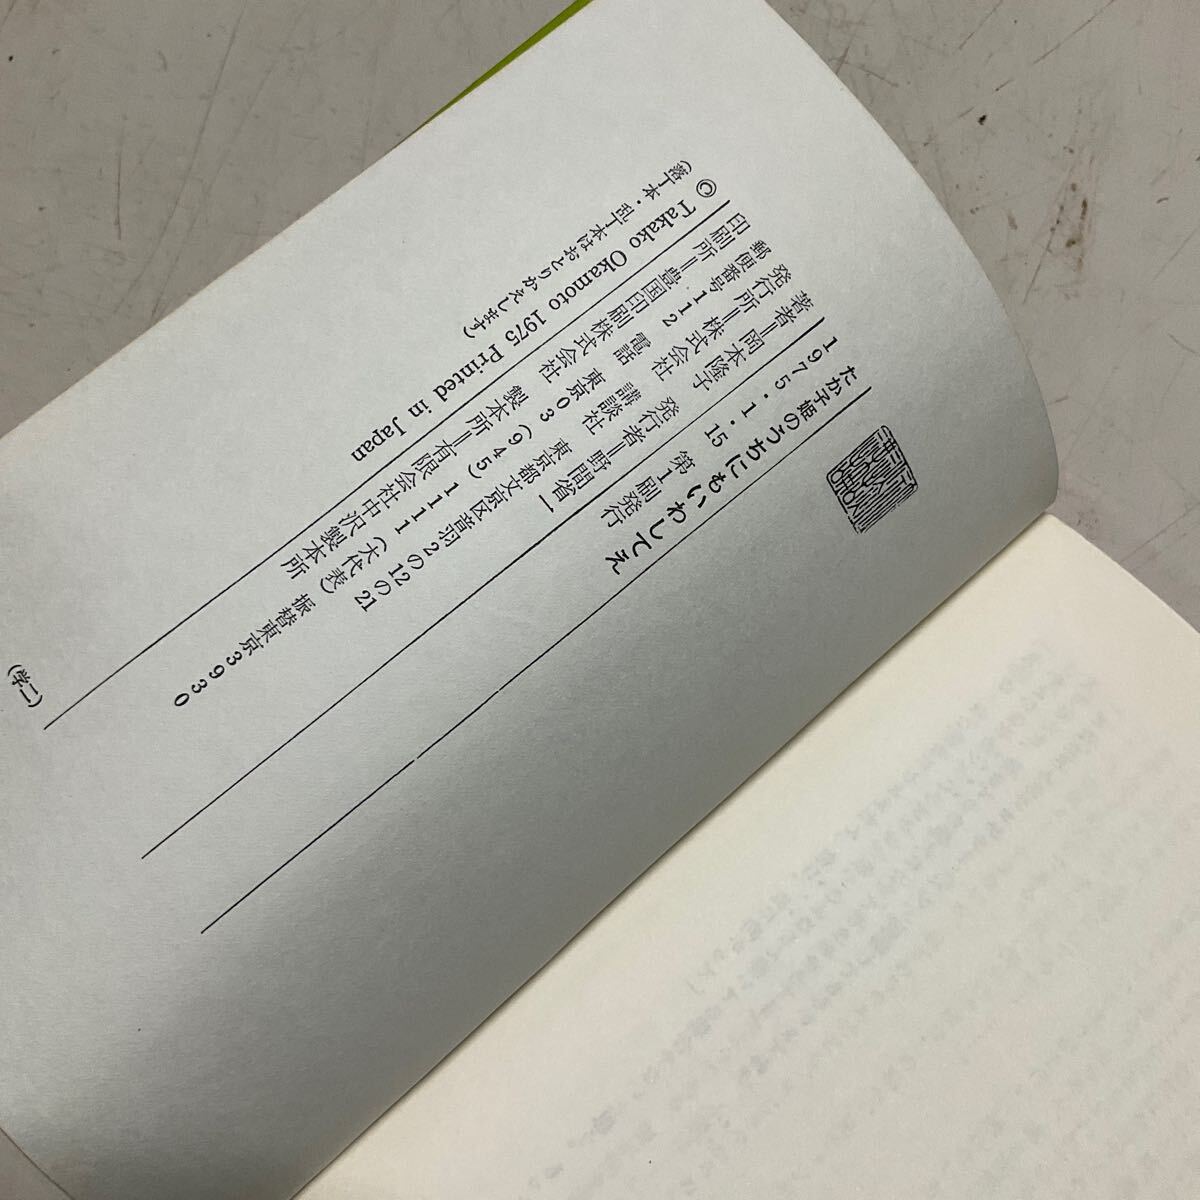 たか子姫のうちにもいわしてぇ
1975・1・15 第1刷発行
著者=岡本隆子 発行者=野間省一
発行所=株式会社 講談社 東京都文京区音羽2の12の21
郵便番号112 電話 東京03(945)1111(大代表) 振替東京3930
印刷所=豊国印刷株式会社 製本所=有限会社中沢製本所
© Takako Okamoto 1975 Printed in Japan
(落丁本・乱丁本はおとりかえします)
(学二)